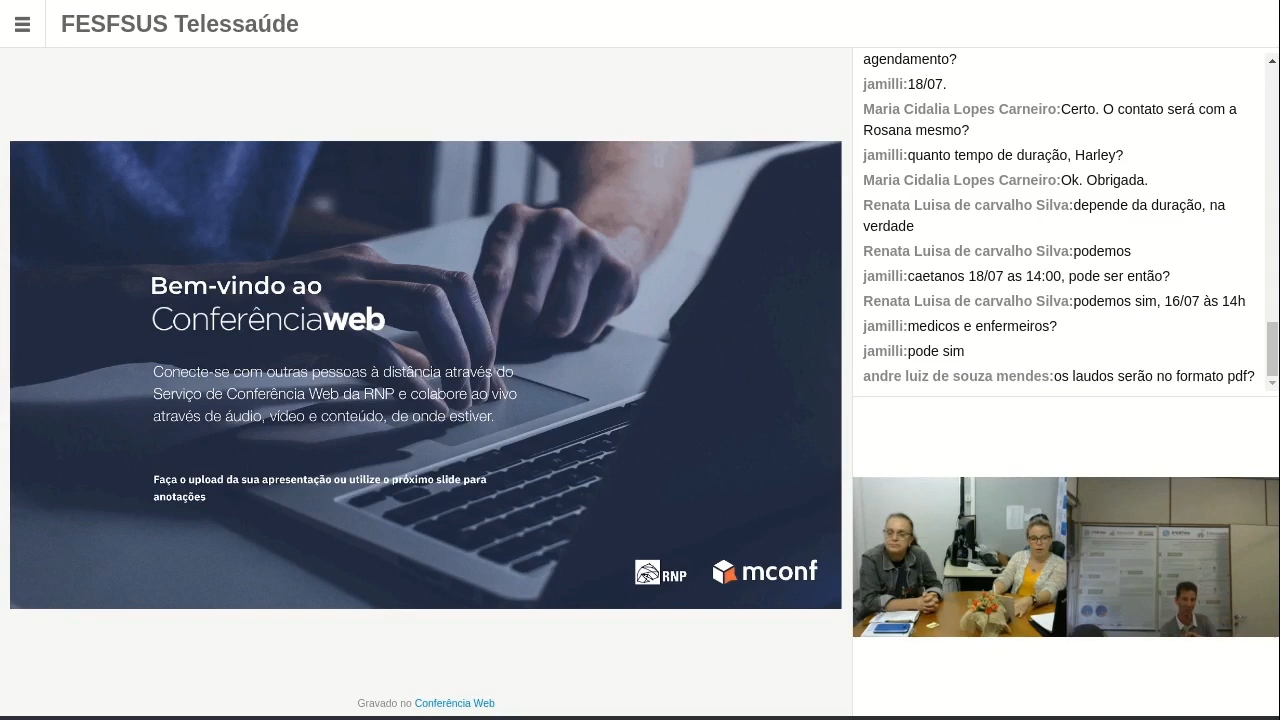 FESFSUS Telessaúde
Bem-vindo ao
Conferênciaweb
Conecte-se com outras pessoas à distância através do
Serviço de Conferência Web da RNP e colabore ao vivo
através de áudio, vídeo e conteúdo, de onde estiver.
Faça o upload da sua apresentação ou utilize o próximo slide para
anotações
RNP
mconf
Gravado no Conferência Web
agendamento?
jamilli:18/07.
Maria Cidalia Lopes Carneiro:Certo. O contato será com a
Rosana mesmo?
jamilli:quanto tempo de duração, Harley?
Maria Cidalia Lopes Carneiro:Ok. Obrigada.
Renata Luisa de carvalho Silva:depende da duração, na
verdade
Renata Luisa de carvalho Silva:podemos
jamilli:caetanos 18/07 as 14:00, pode ser então?
Renata Luisa de carvalho Silva:podemos sim, 16/07 às 14h
jamilli:medicos e enfermeiros?
jamilli:pode sim
andre luiz de souza mendes:os laudos serão no formato pdf?